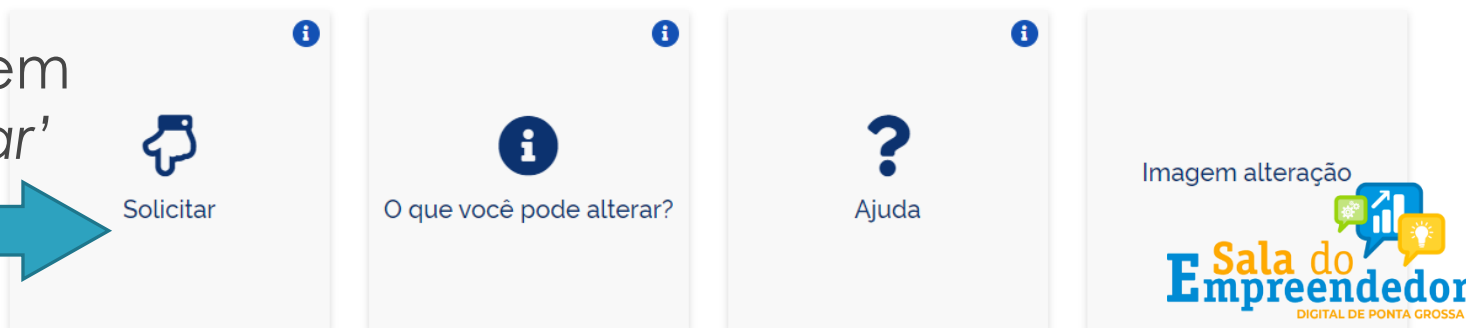 em
ar'
Solicitar
O que você pode alterar?
Ajuda
Imagem alteração
Sala do
Empreendedor
DIGITAL DE PONTA GROSSA